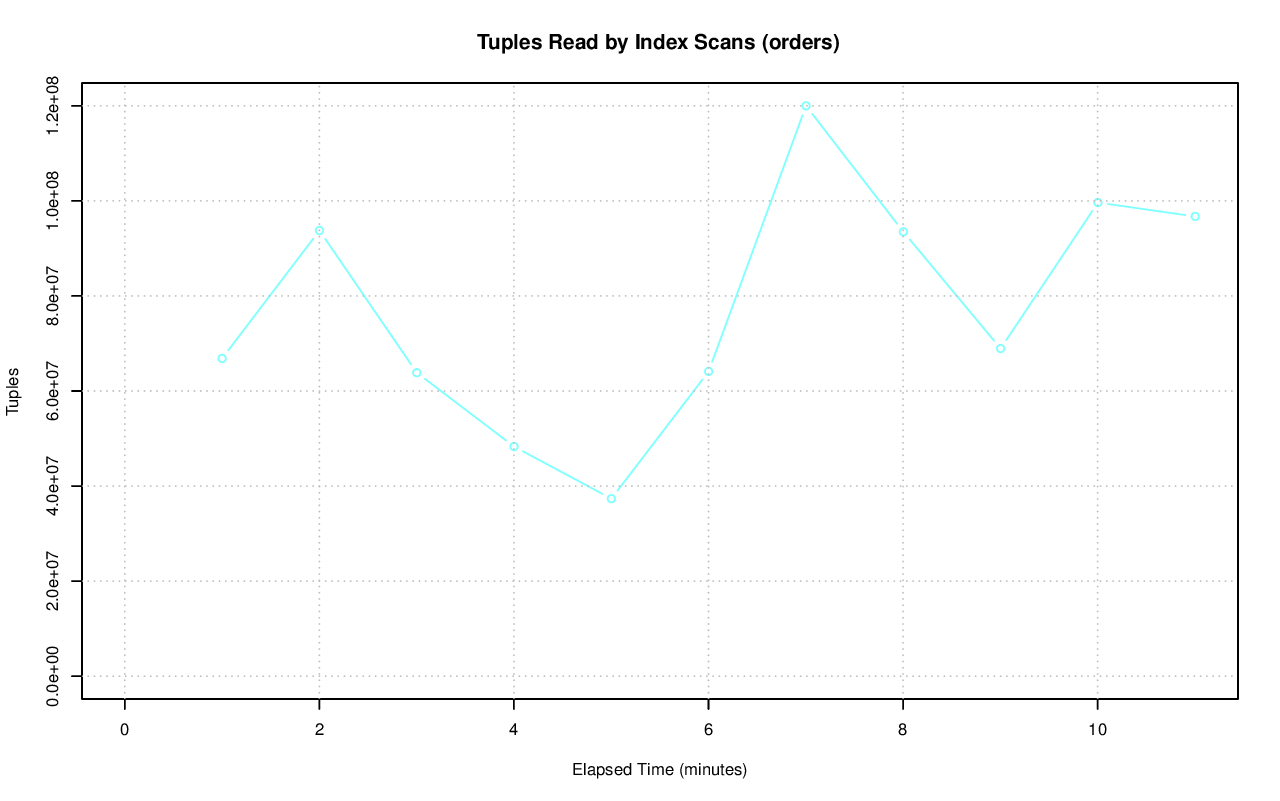 Tuples Read by Index Scans (orders)
1.2e+08
1.0e+08
8.0e+07
6.0e+07
4.0e+07
2.0e+07
0.0e+00
Tuples
0 2 4 6 8 10
Elapsed Time (minutes)